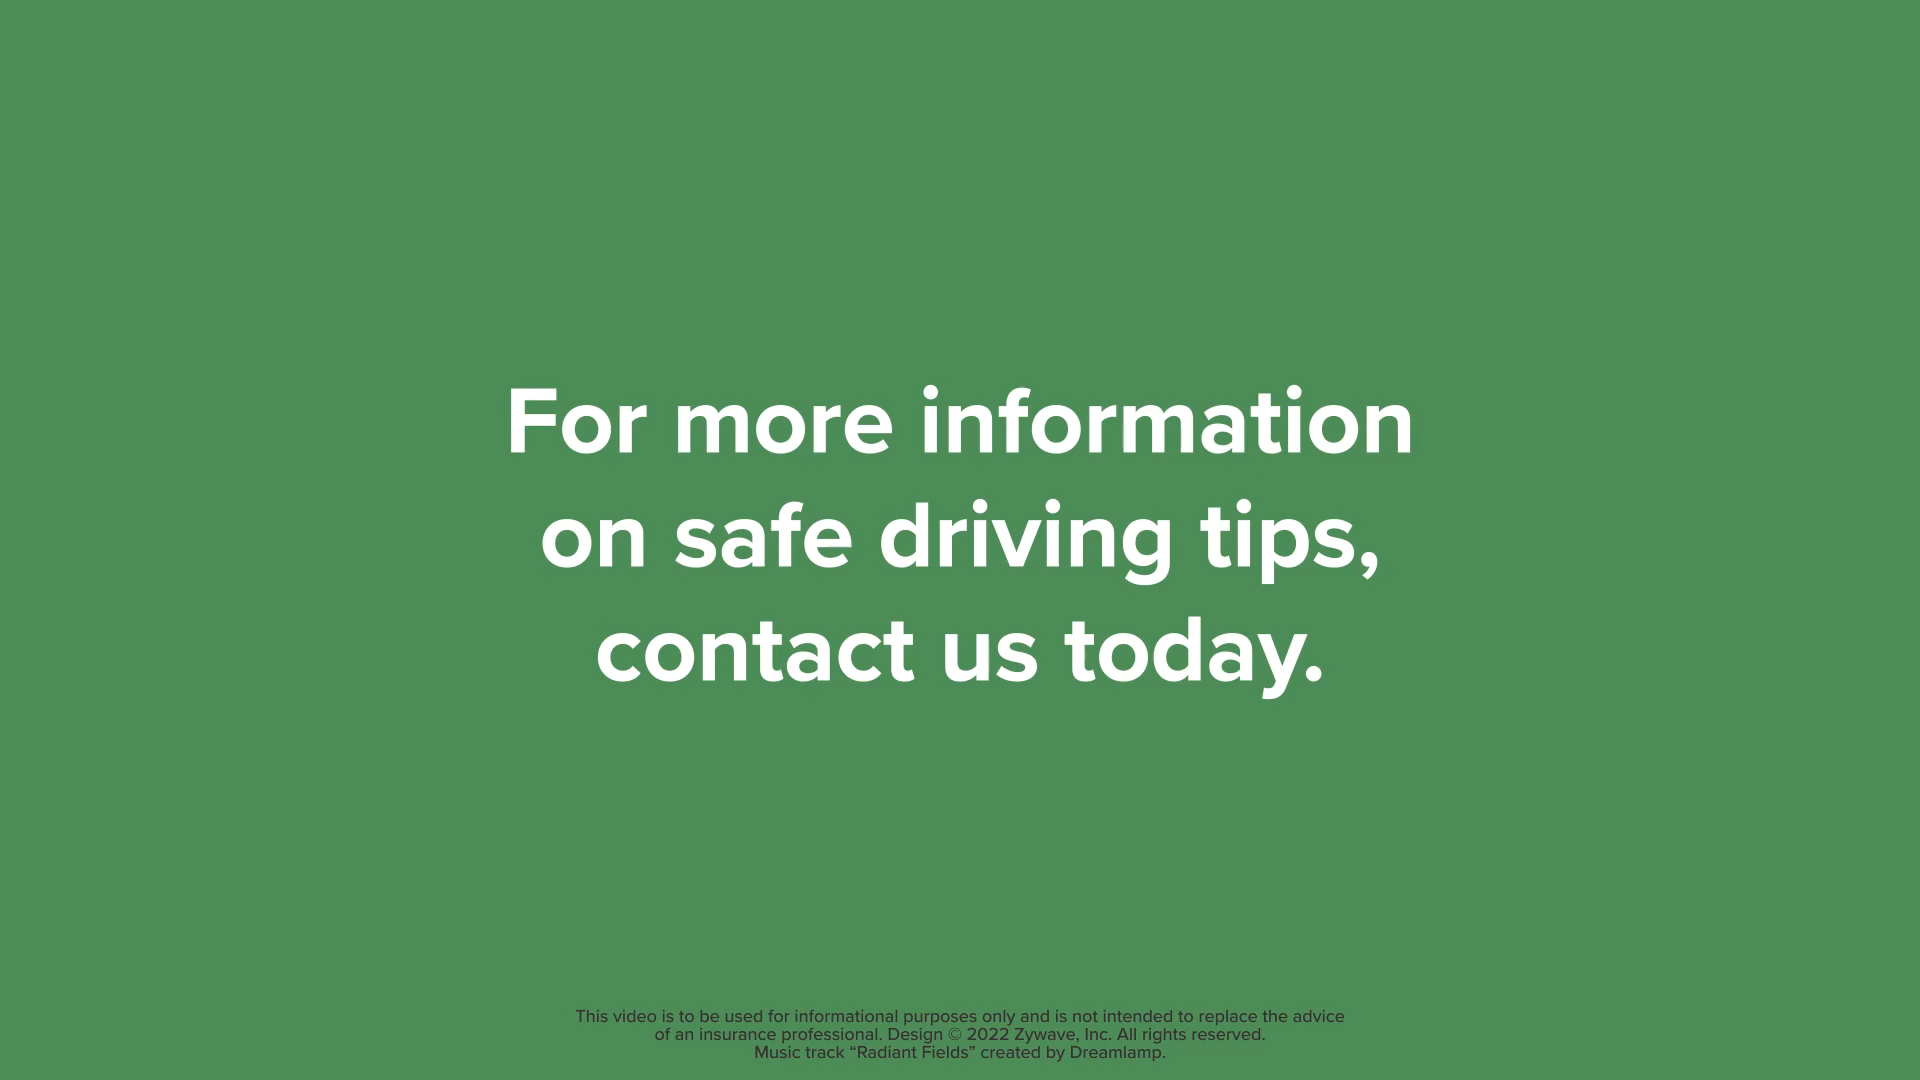 For more information
on safe driving tips,
contact us today.
This video is to be used for informational purposes only and is not intended to replace the advice
of an insurance professional. Design © 2022 Zywave, Inc. All rights reserved.
Music track “Radiant Fields” created by Dreamlamp.